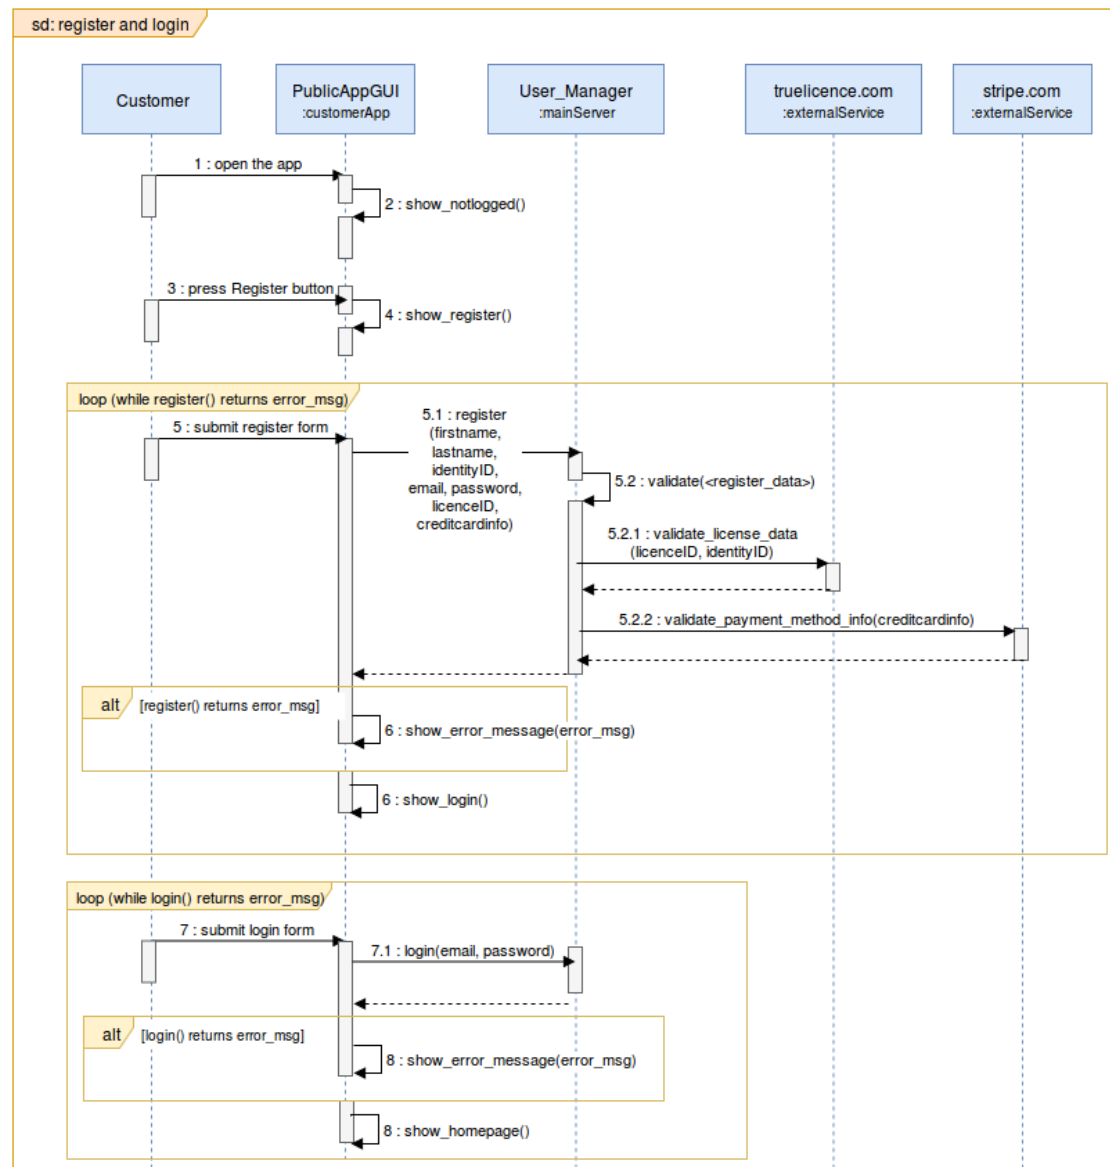 sd: register and login
Customer
PublicAppGUI
:customerApp
User_Manager
:mainServer
truelicence.com
:externalService
stripe.com
:externalService
1 : open the app
2 : show_notlogged()
3 : press Register button
4 : show_register()
loop (while register() returns error_msg)
5 : submit register form
5.1 : register
(firstname,
lastname,
identityID,
email, password,
licenceID,
creditcardinfo)
5.2 : validate(<register_data>)
5.2.1 : validate_license_data
(licenceID, identityID)
5.2.2 : validate_payment_method_info(creditcardinfo)
alt
[register() returns error_msg]
6 : show_error_message(error_msg)
6 : show_login()
loop (while login() returns error_msg)
7 : submit login form
7.1 : login(email, password)
alt
[login() returns error_msg]
8 : show_error_message(error_msg)
8 : show_homepage()